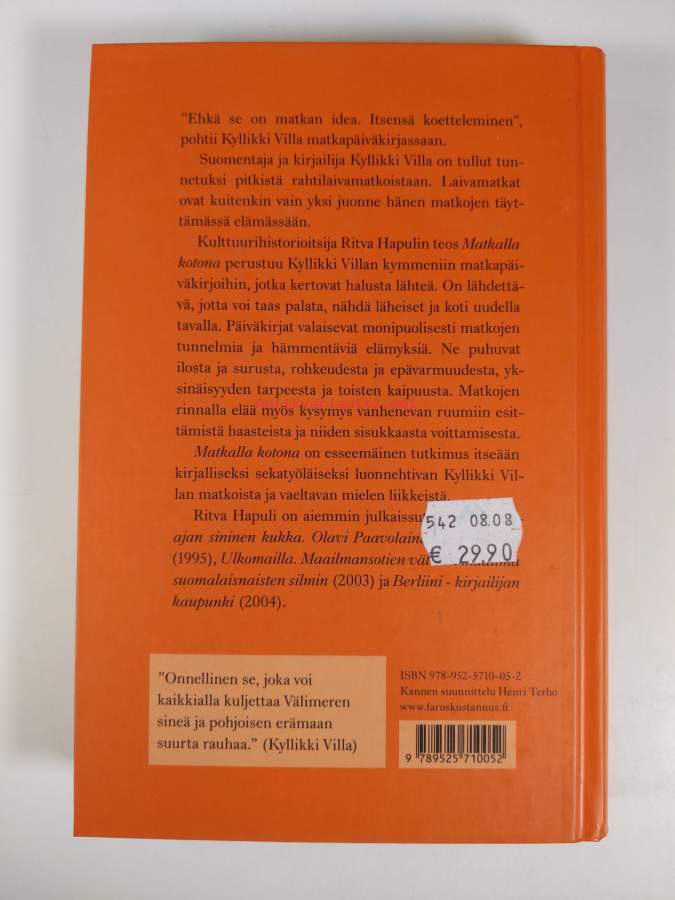 "Ehkä se on matkan idea. Itsensä koetteleminen",
pohtii Kyllikki Villa matkapäiväkirjassaan.
Suomentaja ja kirjailija Kyllikki Villa on tullut tun-
netuksi pitkistä rahtilaivamatkoistaan. Laivamatkat
ovat kuitenkin vain yksi juonne hänen matkojen täyt-
tämässä elämässään.
Kulttuurihistorioitsija Ritva Hapulin teos Matkalla
kotona perustuu Kyllikki Villan kymmeniin matkapäi-
väkirjoihin, jotka kertovat halusta lähteä. On lähdettä-
vä, jotta voi taas palata, nähdä läheiset ja koti uudella
tavalla. Päiväkirjat valaisevat monipuolisesti matkojen
tunnelmia ja hämmentäviä elämyksiä. Ne puhuvat
ilosta ja surusta, rohkeudesta ja epävarmuudesta, yk-
sinäisyyden tarpeesta ja toisten kaipuusta. Matkojen
rinnalla elää myös kysymys vanhenevan ruumiin esit-
tämistä haasteista ja niiden sisukkaasta voittamisesta.
Matkalla kotona on esseemäinen tutkimus itseään
kirjalliseksi sekatyöläiseksi luonnehtivan Kyllikki Vil-
lan matkoista ja vaeltavan mielen liikkeistä.
Ritva Hapuli on aiemmin julkaissut
ajan sininen kukka. Olavi Paavolain
(1995), Ulkomailla. Maailmansotien väl
suomalaisnaisten silmin (2003) ja Berliini - kirjailijan
kaupunki (2004).
542 08.08
€ 29.90
"Onnellinen se, joka voi
kaikkialla kuljettaa Välimeren
sineä ja pohjoisen erämaan
suurta rauhaa." (Kyllikki Villa)
ISBN 978-952-5710-05-2
Kannen suunnittelu Henri Terho
www.faroskustannus.fi
9 789525 710052